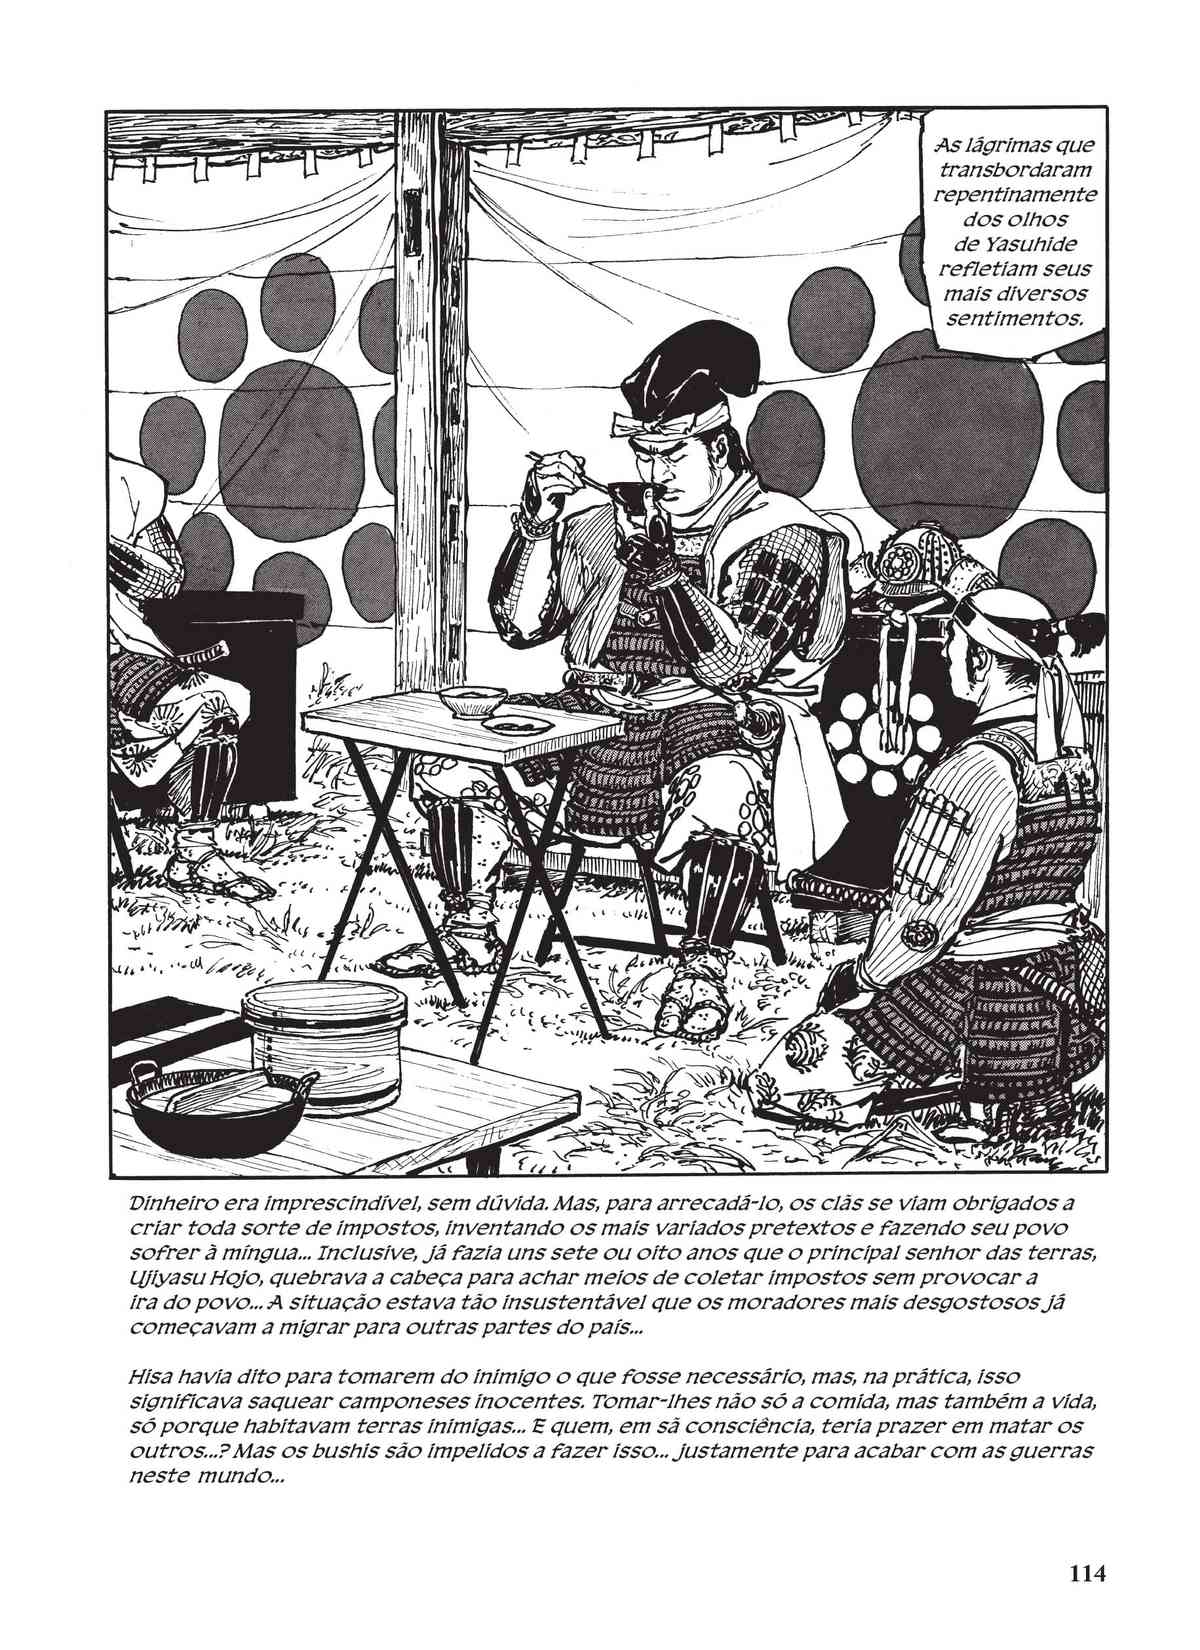 As lágrimas que
transbordaram
repentinamente
dos olhos
de Yasuhide
refletiam seus
mais diversos
sentimentos.
Dinheiro era imprescindível, sem dúvida. Mas, para arrecadá-lo, os clãs se viam obrigados a
criar toda sorte de impostos, inventando os mais variados pretextos e fazendo seu povo
sofrer à míngua... Inclusive, já fazia uns sete ou oito anos que o principal senhor das terras,
Ujiyasu Hojo, quebrava a cabeça para achar meios de coletar impostos sem provocar a
ira do povo... A situação estava tão insustentável que os moradores mais desgostosos já
começavam a migrar para outras partes do país...
Hisa havia dito para tomarem do inimigo o que fosse necessário, mas, na prática, isso
significava saquear camponeses inocentes. Tomar-lhes não só a comida, mas também a vida,
só porque habitavam terras inimigas... E quem, em sã consciência, teria prazer em matar os
outros...? Mas os bushis são impelidos a fazer isso... justamente para acabar com as guerras
neste mundo...
114